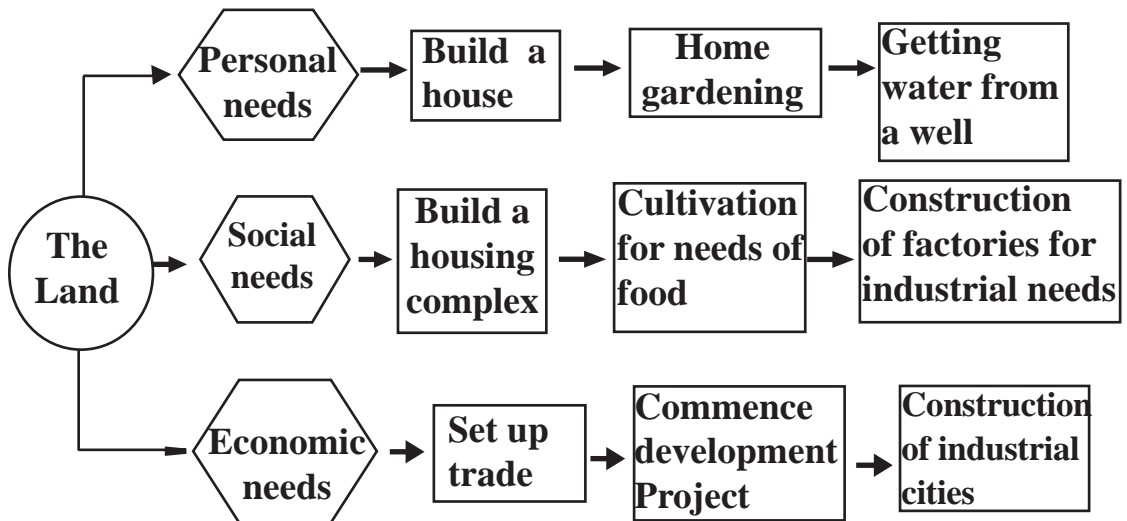 The
Land
Personal
needs
Build a
house
Home
gardening
Getting
water from
a well
Social
needs
Build a
housing
complex
Cultivation
for needs of
food
Construction
of factories for
industrial needs
Economic
needs
Set up
trade
Commence
development
Project
Construction
of industrial
cities